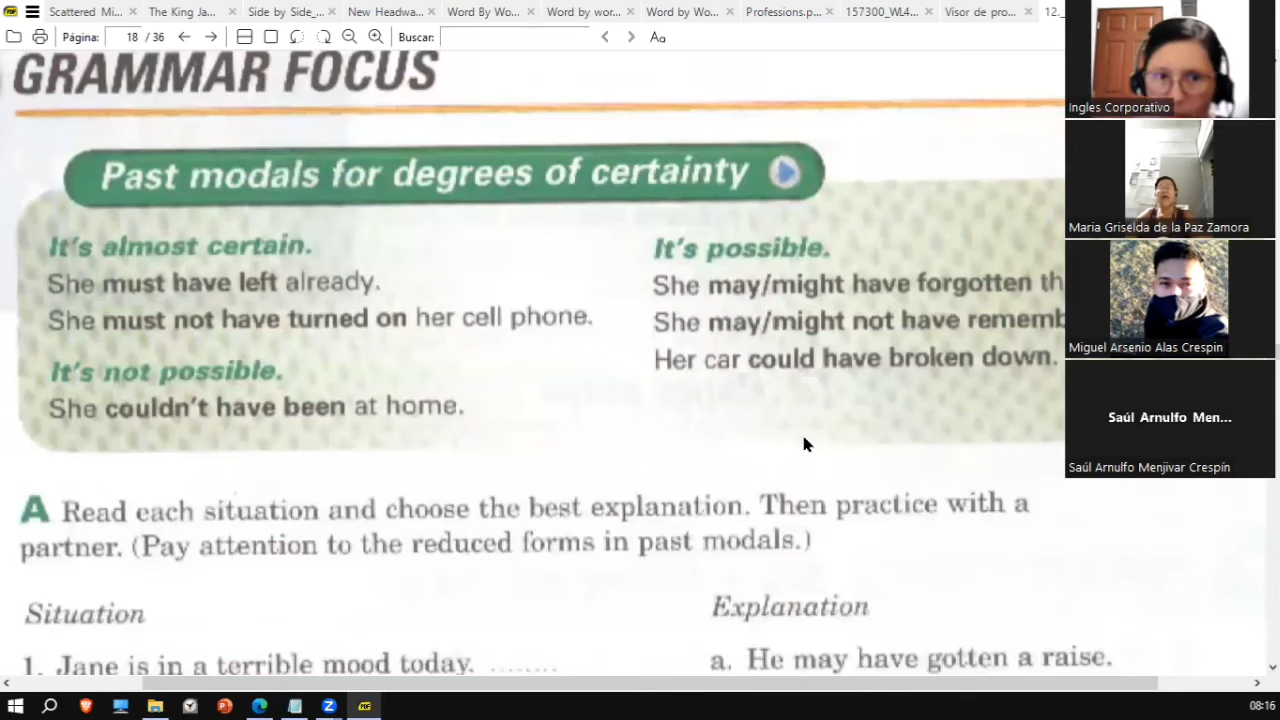 Scattered Mi...
The King Ja...
Side by Side_...
New Headwa...
Word By Wo...
Word by wor...
Word by Wo...
Professions.p...
157300_WL4...
Visor de pro...
12._
Página: 18 / 36
Buscar:
Aa
GRAMMAR FOCUS
Past modals for degrees of certainty
It's almost certain.
She must have left already.
She must not have turned on her cell phone.
It's not possible.
She couldn't have been at home.
It's possible.
She may/might have forgotten th
She may/might not have rememb
Her car could have broken down.
A Read each situation and choose the best explanation. Then practice with a
partner. (Pay attention to the reduced forms in past modals.)
Situation
1. Jane is in a terrible mood today. ........
Explanation
a. He may have gotten a raise.
Ingles Corporativo
Maria Griselda de la Paz Zamora
Miguel Arsenio Alas Crespin
Saúl Arnulfo Men...
Saúl Arnulfo Menjivar Crespín
08:16